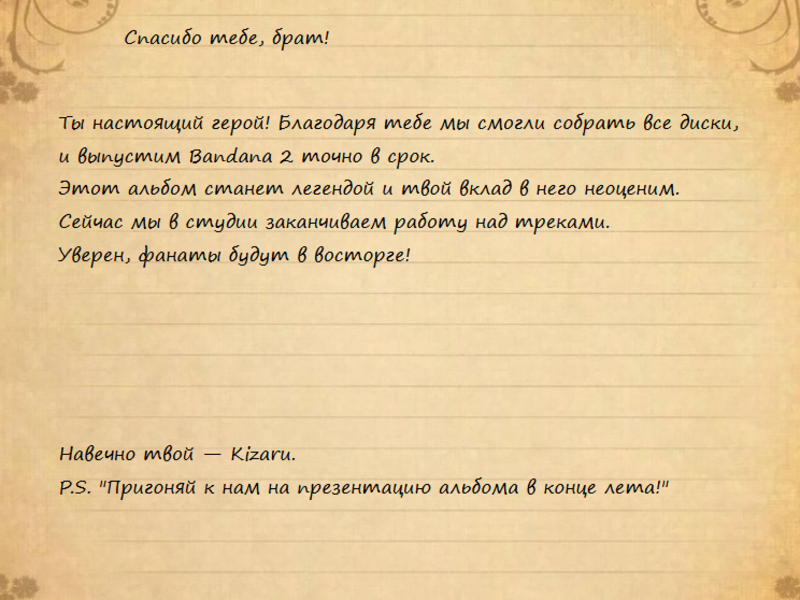 Спасибо тебе, брат!
Ты настоящий герой! Благодаря тебе мы смогли собрать все диски,
и выпустим Bandana 2 точно в срок.
Этот альбом станет легендой и твой вклад в него неоценим.
Сейчас мы в студии заканчиваем работу над треками.
Уверен, фанаты будут в восторге!
Навечно твой — Kizaru.
P.S. "Пригоняй к нам на презентацию альбома в конце лета!"